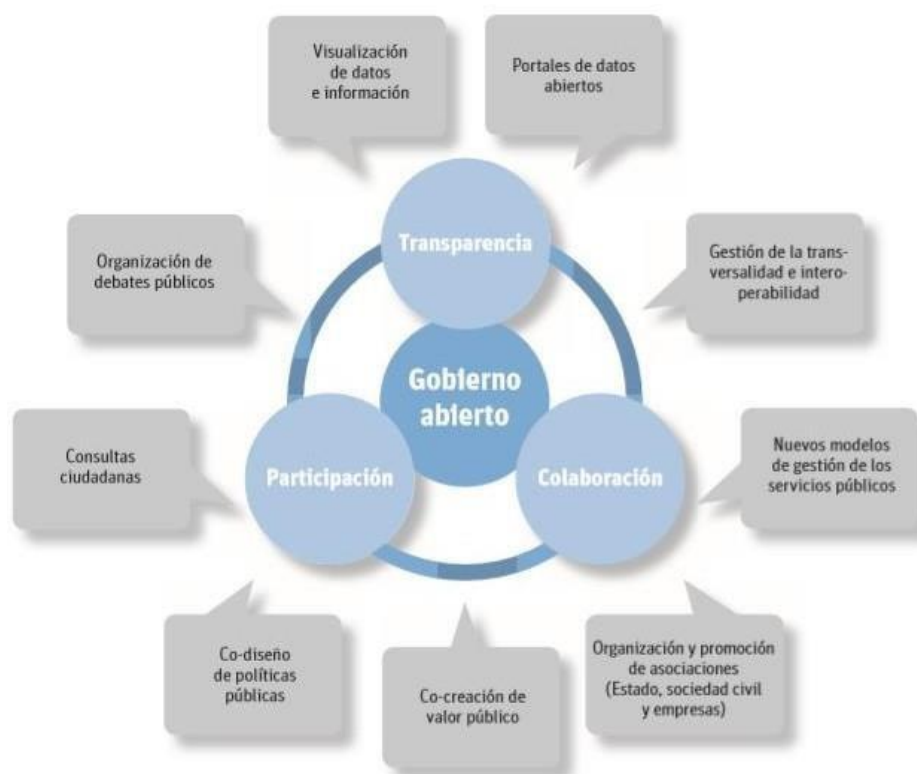 Visualización
de datos
e información
Portales de datos
abiertos
Transparencia
Organización de
debates públicos
Gestión de la trans-
versalidad e intero-
perabilidad
Gobierno
abierto
Consultas
ciudadanas
Participación
Colaboración
Nuevos modelos
de gestión de los
servicios públicos
Co-diseño
de políticas
públicas
Co-creación de
valor público
Organización y promoción
de asociaciones
(Estado, sociedad civil
y empresas)